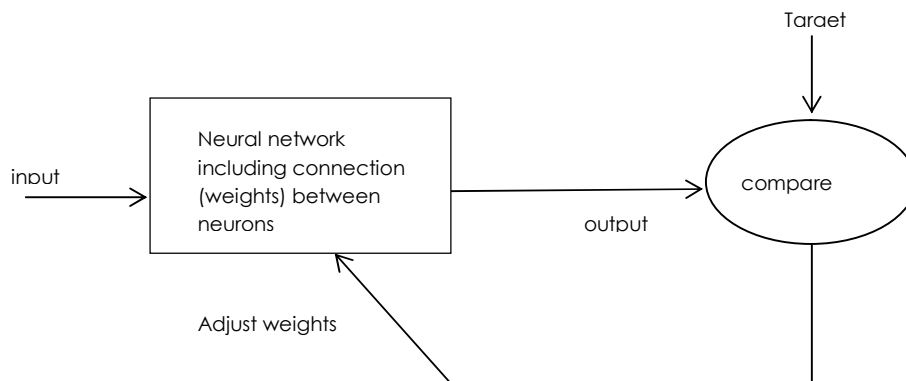 Target
Neural network
including connection
(weights) between
neurons
input
compare
output
Adjust weights